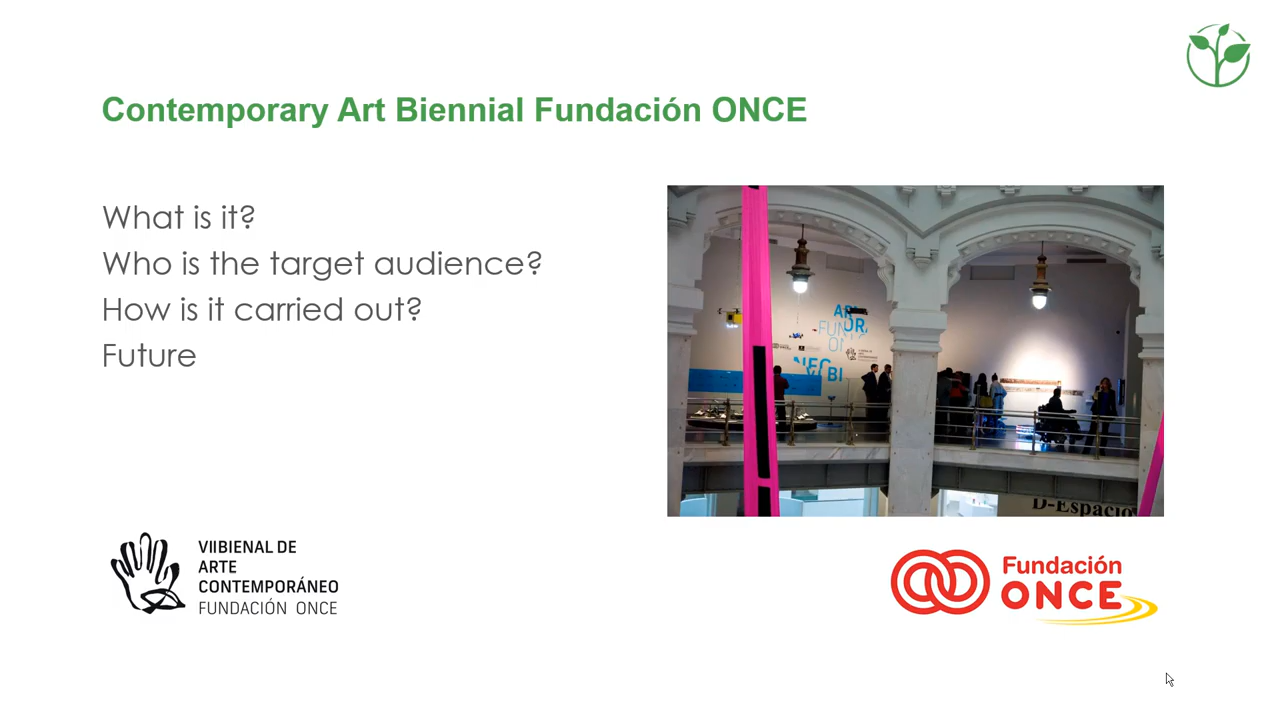 Contemporary Art Biennial Fundación ONCE
What is it?
Who is the target audience?
How is it carried out?
Future
D-Espacio
VIIBIENAL DE
ARTE
CONTEMPORÁNEO
FUNDACIÓN ONCE
Fundación
ONCE